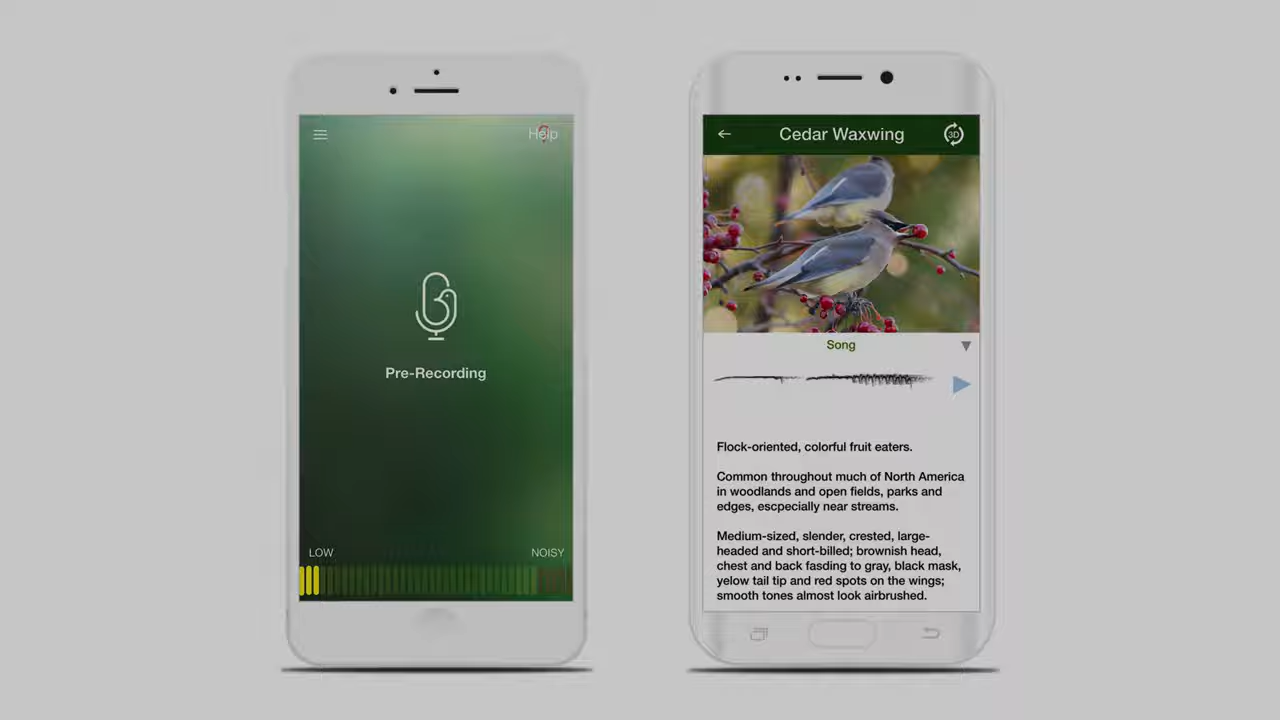 Help
Pre-Recording
LOW
NOISY
Cedar Waxwing
3D
Song
Flock-oriented, colorful fruit eaters.
Common throughout much of North America
in woodlands and open fields, parks and
edges, escpecially near streams.
Medium-sized, slender, crested, large-
headed and short-billed; brownish head,
chest and back fasding to gray, black mask,
yelow tail tip and red spots on the wings;
smooth tones almost look airbrushed.